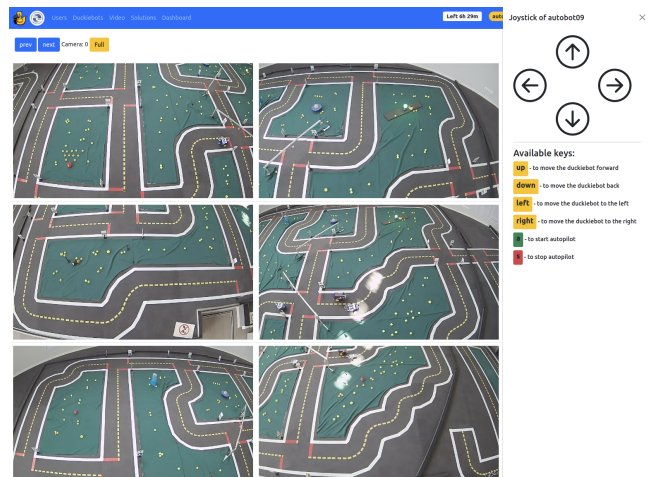 Users Duckiebots Video Solutions Dashboard
Left 6h 29m
auto
prev next Camera: 0 Full
Joystick of autobot09
Available keys:
up - to move the duckiebot forward
down - to move the duckiebot back
left - to move the duckiebot to the left
right - to move the duckiebot to the right
a - to start autopilot
s - to stop autopilot